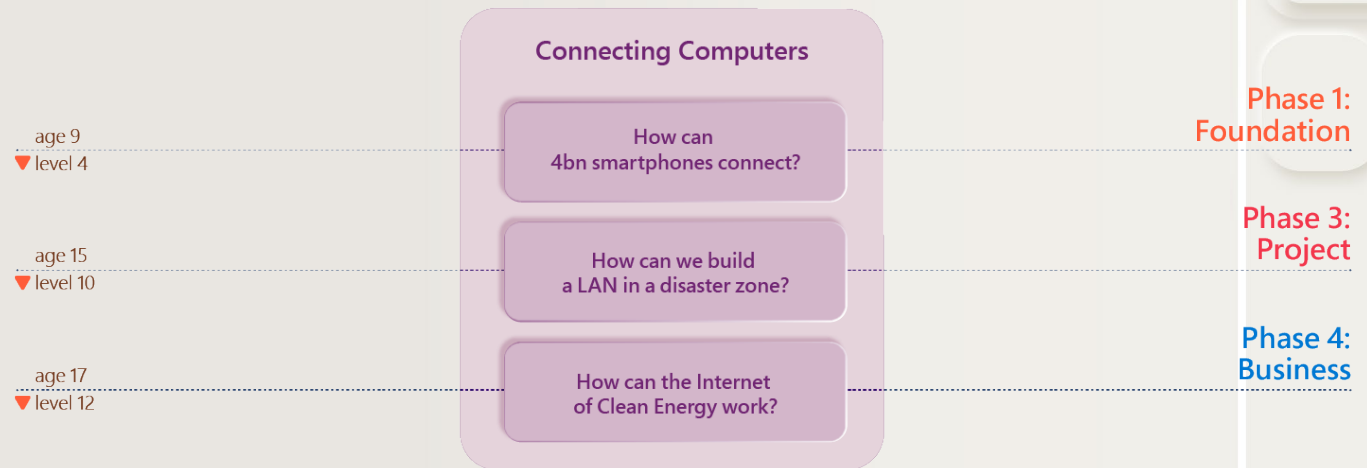 Connecting Computers
age 9
level 4
How can
4bn smartphones connect?
Phase 1:
Foundation
age 15
level 10
How can we build
a LAN in a disaster zone?
Phase 3:
Project
age 17
level 12
How can the Internet
of Clean Energy work?
Phase 4:
Business